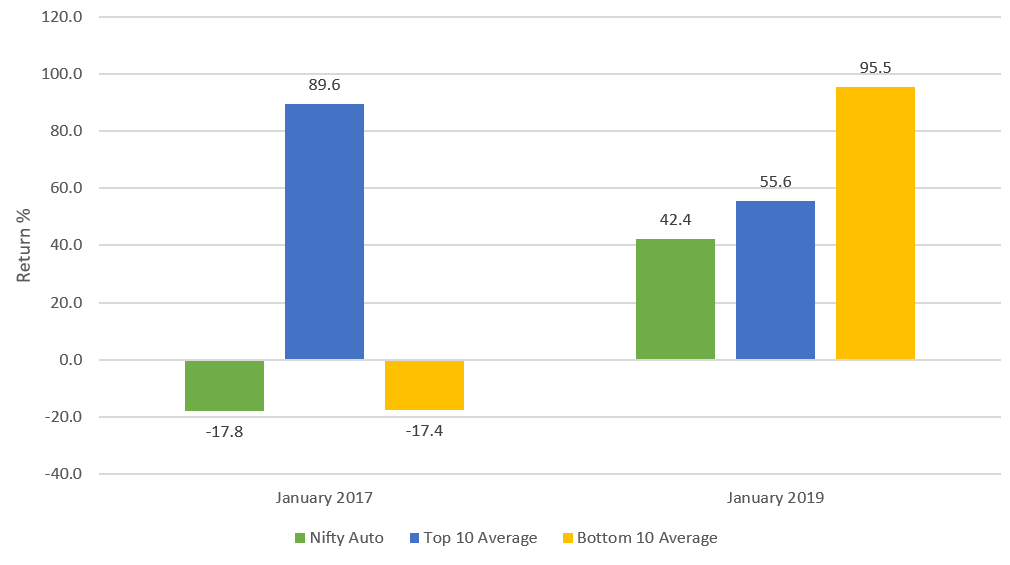 120.0
100.0
80.0
60.0
40.0
20.0
0.0
-20.0
-40.0
Return %
89.6
-17.8
-17.4
42.4
55.6
95.5
January 2017
January 2019
Nifty Auto
Top 10 Average
Bottom 10 Average